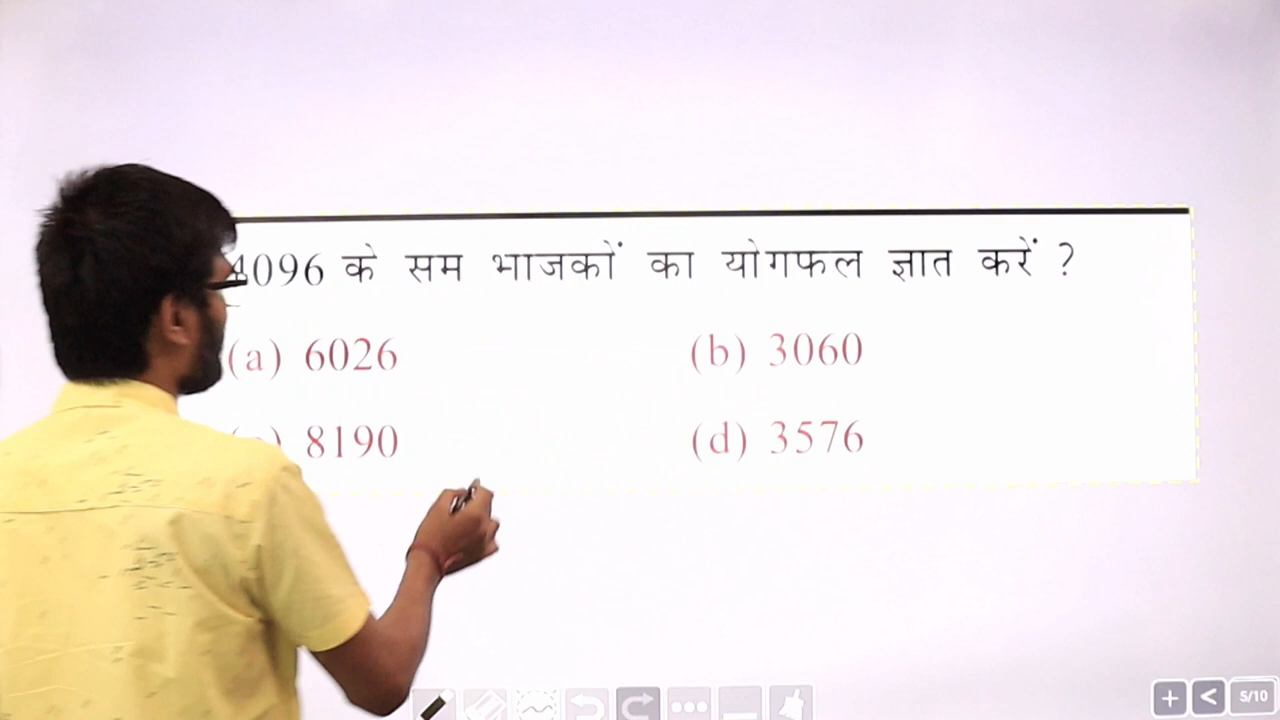 4096 के सम भाजकों का योगफल ज्ञात करें ?
(a) 6026 (b) 3060
8190 (d) 3576
5/10